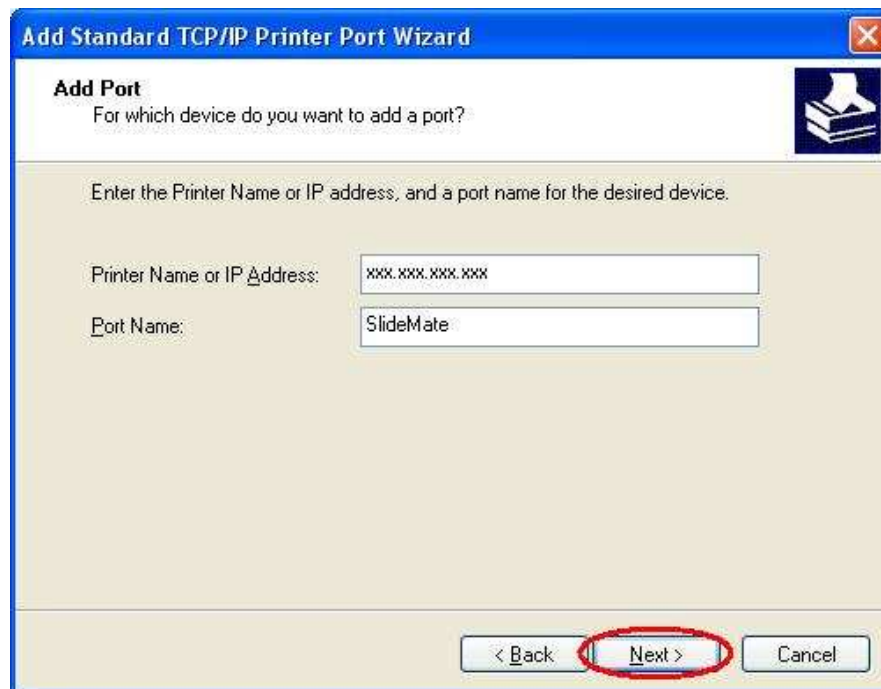 Add Standard TCP/IP Printer Port Wizard
Add Port
For which device do you want to add a port?
Enter the Printer Name or IP address, and a port name for the desired device.
Printer Name or IP Address: xxx.xxx.xxx.xxx
Port Name: SlideMate
< Back Next > Cancel